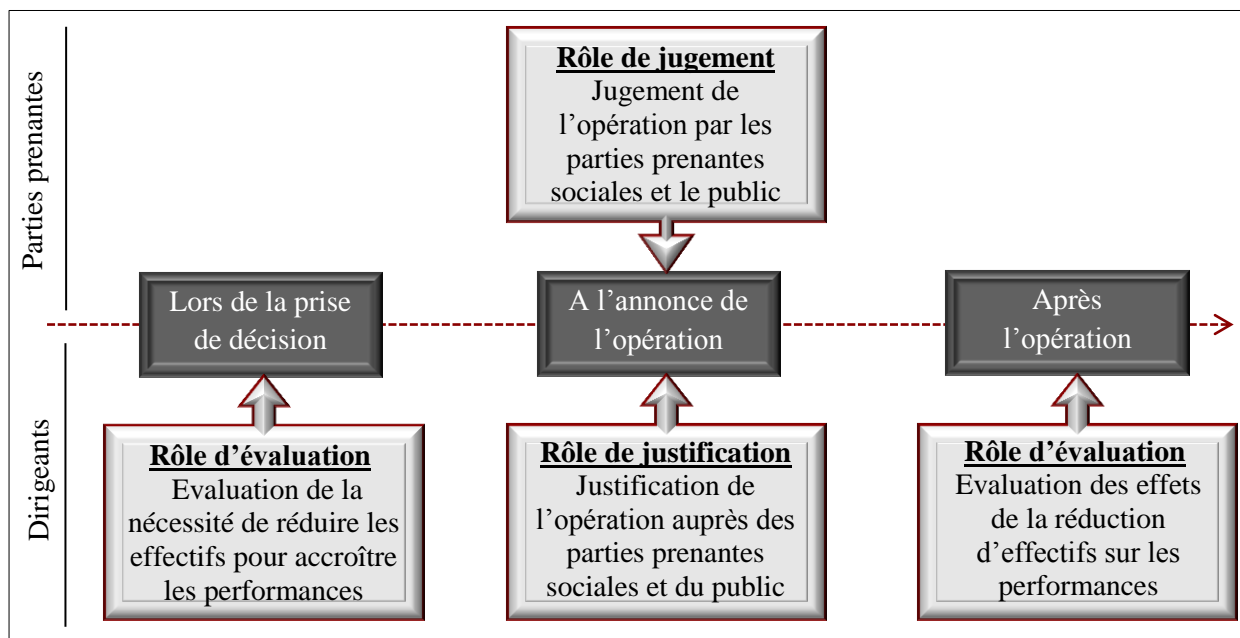 Parties prenantes
Rôle de jugement
Jugement de
l’opération par les
parties prenantes
sociales et le public
Lors de la prise
de décision
A l’annonce de
l’opération
Après
l’opération
Dirigeants
Rôle d’évaluation
Evaluation de la
nécessité de réduire les
effectifs pour accroître
les performances
Rôle de justification
Justification de
l’opération auprès des
parties prenantes
sociales et du public
Rôle d’évaluation
Evaluation des effets
de la réduction
d’effectifs sur les
performances